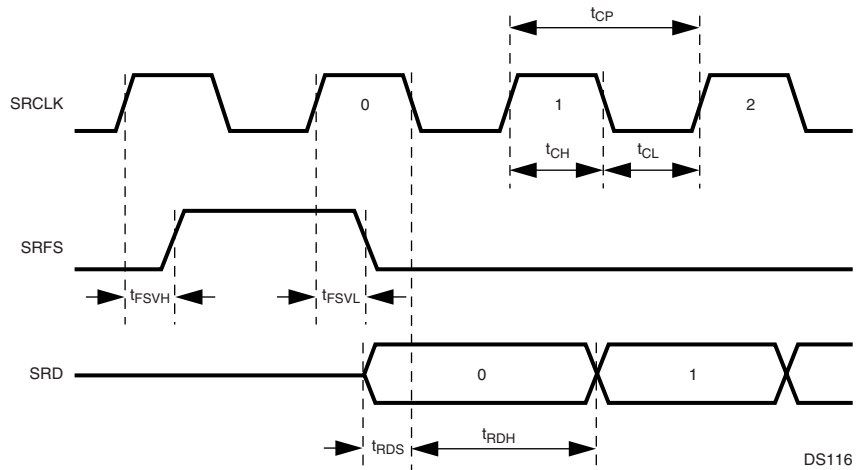 tCP
SRCLK
0
1
2
tCH
tCL
SRFS
tFSVH
tFSVL
SRD
0
1
tRDS
tRDH
DS116